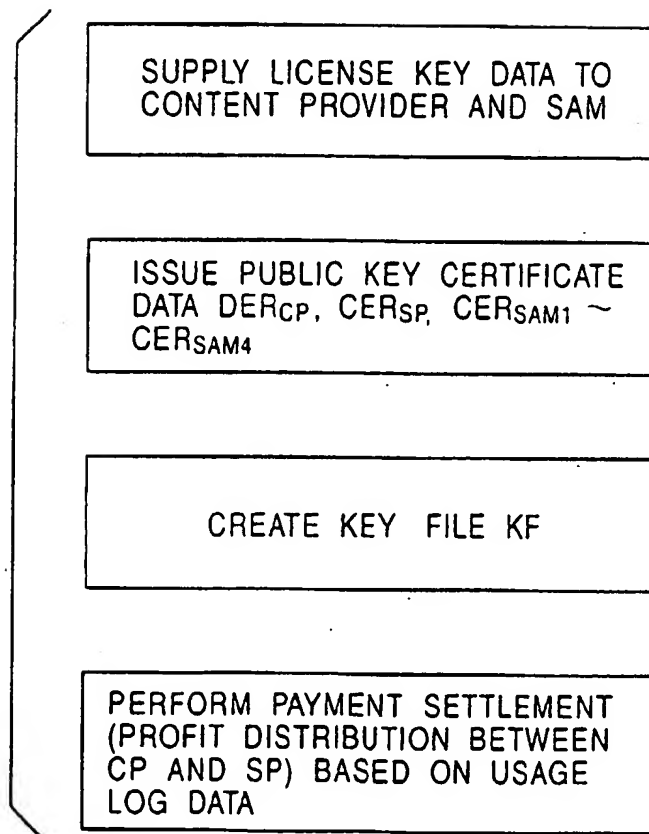 SUPPLY LICENSE KEY DATA TO
CONTENT PROVIDER AND SAM
ISSUE PUBLIC KEY CERTIFICATE
DATA DERCP, CERSP, CERSAM1 ~
CERSAM4
CREATE KEY FILE KF
PERFORM PAYMENT SETTLEMENT
(PROFIT DISTRIBUTION BETWEEN
CP AND SP) BASED ON USAGE
LOG DATA